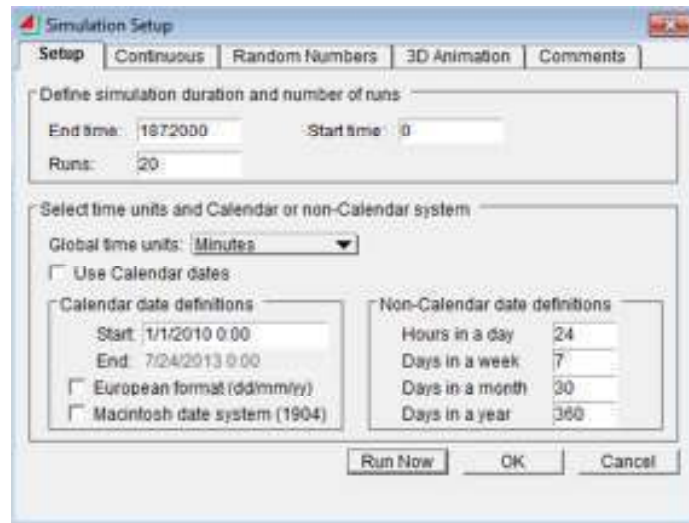 Simulation Setup
Setup Continuous Random Numbers 3D Animation Comments
Define simulation duration and number of runs
End time: 1872000 Start time: 0
Runs: 20
Select time units and Calendar or non-Calendar system
Global time units: Minutes
Use Calendar dates
Calendar date definitions Non-Calendar date definitions
Start: 1/1/2010 0:00 Hours in a day 24
End: 7/24/2013 0:00 Days in a week 7
European format (dd/mm/yy) Days in a month 30
Macintosh date system (1904) Days in a year 360
Run Now OK Cancel